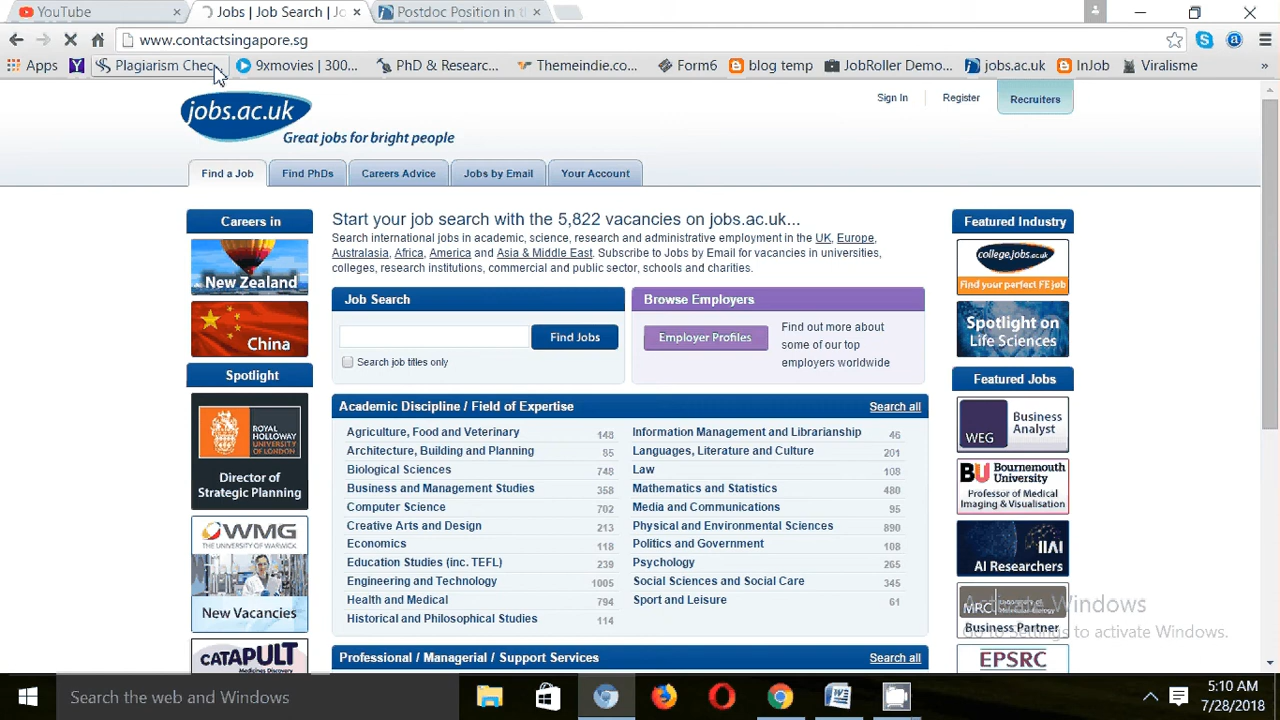 YouTube
Jobs | Job Search | Jo
Postdoc Position in th
www.contactsingapore.sg
Apps
Plagiarism Chec...
9xmovies | 300...
PhD & Researc...
Themeindie.co...
Form6
blog temp
JobRoller Demo...
jobs.ac.uk
InJob
Viralisme
»
jobs.ac.uk
Great jobs for bright people
Sign In
Register
Recruiters
Find a Job
Find PhDs
Careers Advice
Jobs by Email
Your Account
Careers in
New Zealand
China
Spotlight
ROYAL
HOLLOWAY
UNIVERSITY
OF LONDON
Director of
Strategic Planning
WMG
THE UNIVERSITY OF WARWICK
New Vacancies
CATAPULT
Medicines Discovery
Start your job search with the 5,822 vacancies on jobs.ac.uk...
Search international jobs in academic, science, research and administrative employment in the UK, Europe,
Australasia, Africa, America and Asia & Middle East. Subscribe to Jobs by Email for vacancies in universities,
colleges, research institutions, commercial and public sector, schools and charities.
Job Search
Find Jobs
Search job titles only
Browse Employers
Employer Profiles
Find out more about
some of our top
employers worldwide
Academic Discipline / Field of Expertise
Search all
Agriculture, Food and Veterinary 148
Architecture, Building and Planning 85
Biological Sciences 748
Business and Management Studies 358
Computer Science 702
Creative Arts and Design 213
Economics 118
Education Studies (inc. TEFL) 239
Engineering and Technology 1005
Health and Medical 794
Historical and Philosophical Studies 114
Information Management and Librarianship 46
Languages, Literature and Culture 201
Law 108
Mathematics and Statistics 480
Media and Communications 95
Physical and Environmental Sciences 890
Politics and Government 108
Psychology 265
Social Sciences and Social Care 345
Sport and Leisure 61
Professional / Managerial / Support Services
Search all
Featured Industry
college.jobs.ac.uk
Find your perfect FE job
Spotlight on
Life Sciences
Featured Jobs
WEG
Business
Analyst
BU Bournemouth
University
Professor of Medical
Imaging & Visualisation
IIAI
AI Researchers
MRC
Business Partner
EPSRC
Activate Windows
Go to Settings to activate Windows.
Search the web and Windows
5:10 AM
7/28/2018